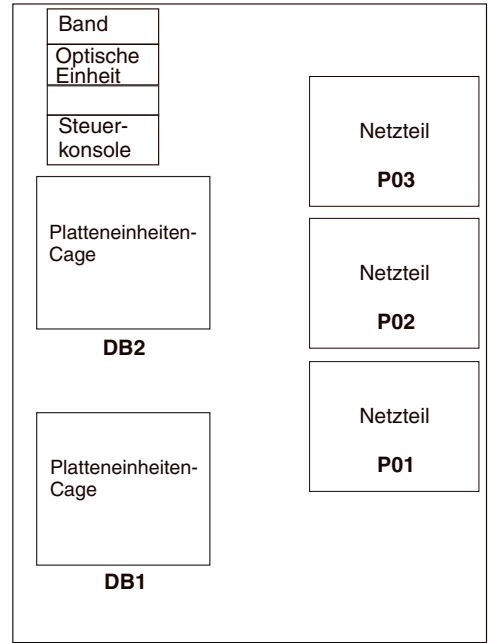 Band
Optische
Einheit
Steuer-
konsole
Platteneinheiten-
Cage
DB2
Platteneinheiten-
Cage
DB1
Netzteil
P03
Netzteil
P02
Netzteil
P01